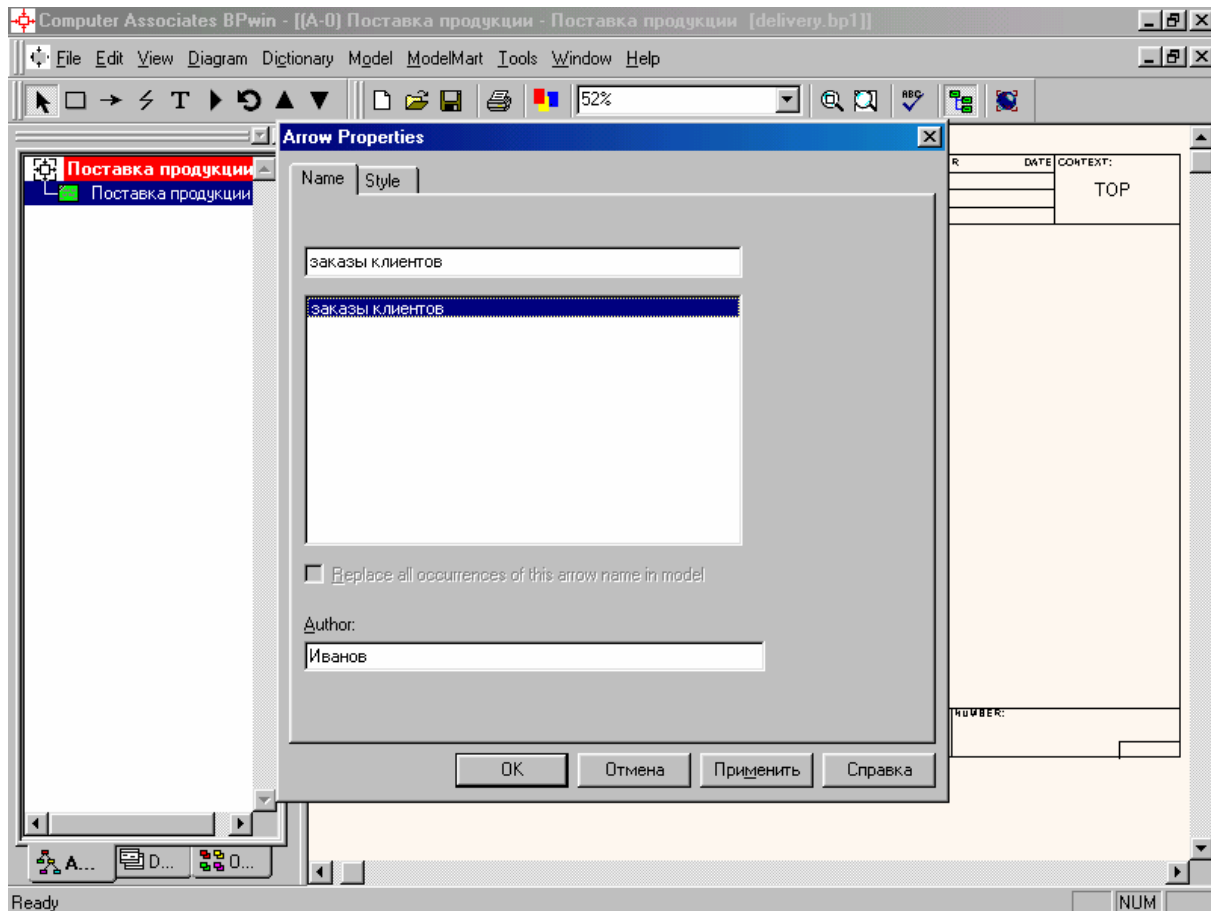 Computer Associates BPwin - [(A-0) Поставка продукции - Поставка продукции [delivery.bp1]]
File Edit View Diagram Dictionary Model ModelMart Tools Window Help
T 52% ABC
Arrow Properties
Поставка продукции
Поставка продукции
Name Style
R DATE CONTEXT:
TOP
заказы клиентов
заказы клиентов
Replace all occurrences of this arrow name in model
Author:
Иванов
NUMBER:
OK Отмена Применить Справка
A... D... O...
Ready NUM